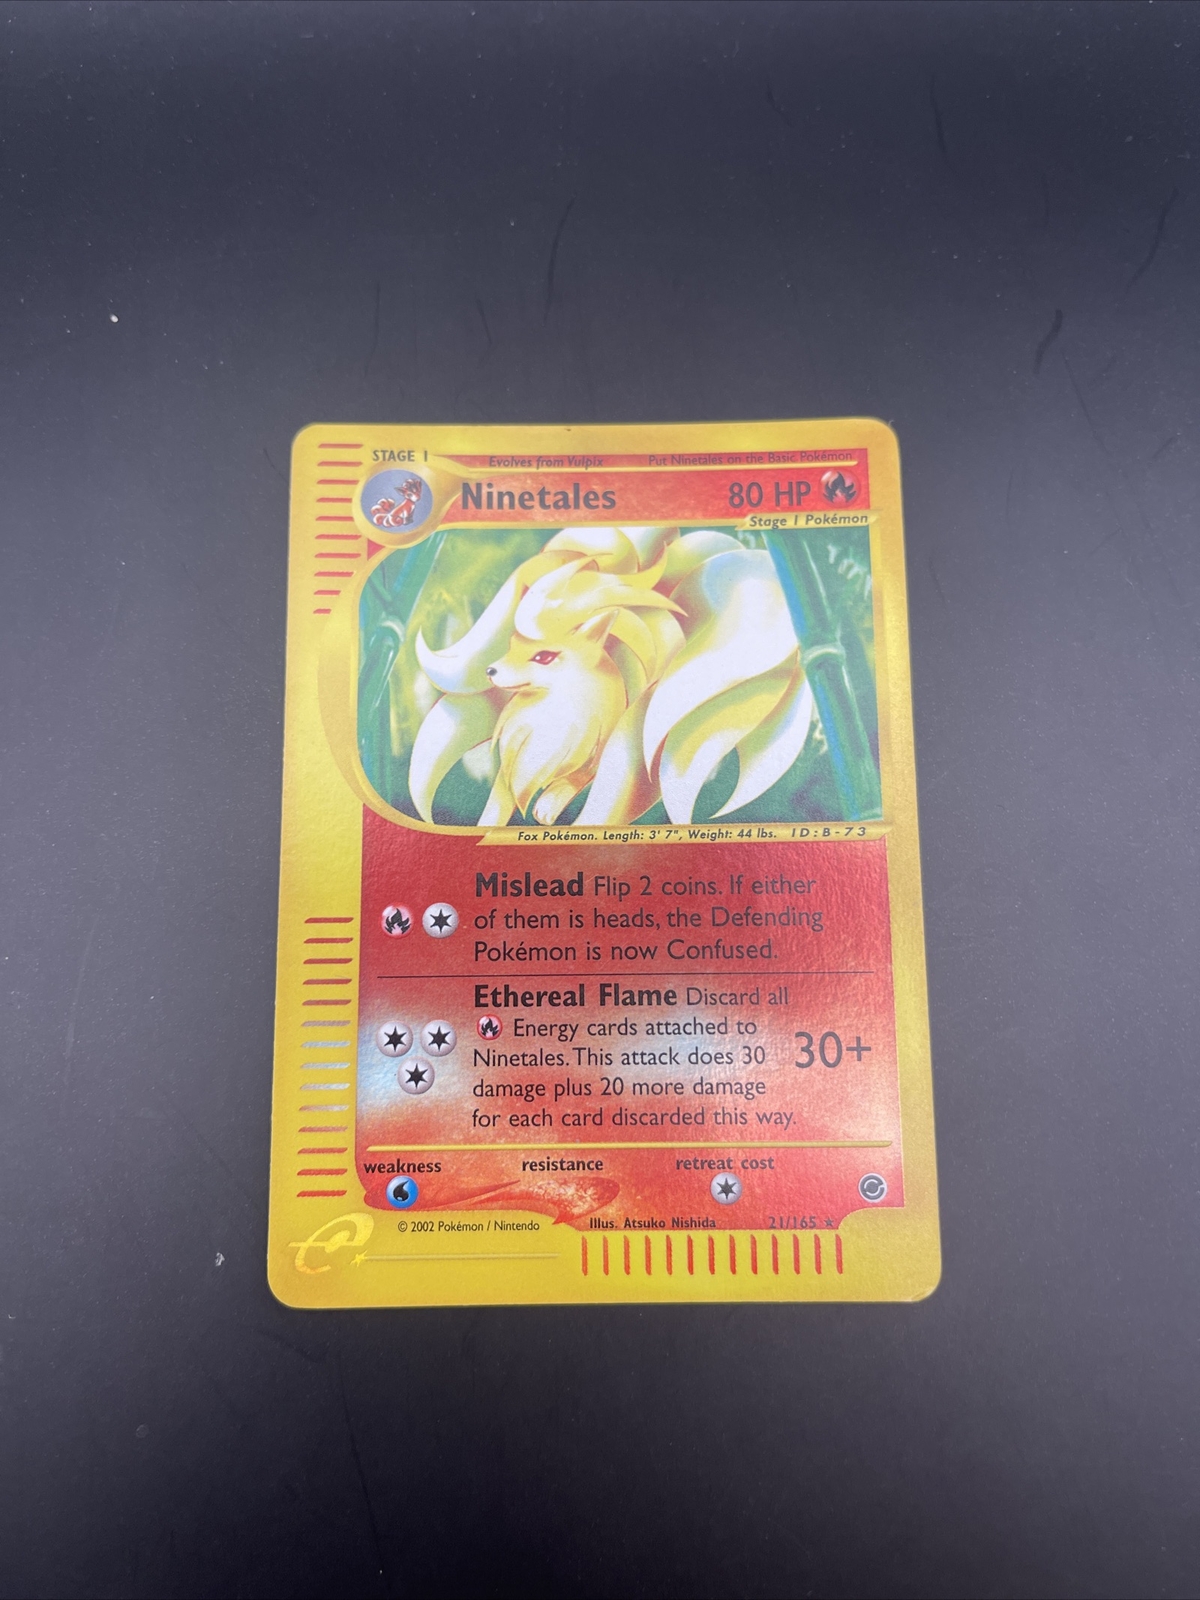 STAGE 1
Evolves from Vulpix
Put Ninetales on the Basic Pokémon
Ninetales
80 HP
Stage 1 Pokémon
Fox Pokémon. Length: 3' 7", Weight: 44 lbs. ID:B-73
Mislead Flip 2 coins. If either
of them is heads, the Defending
Pokémon is now Confused.
Ethereal Flame Discard all
Energy cards attached to
Ninetales. This attack does 30
damage plus 20 more damage
for each card discarded this way.
30+
weakness
resistance
retreat cost
© 2002 Pokémon / Nintendo
Illus. Atsuko Nishida
21/165 ★
e